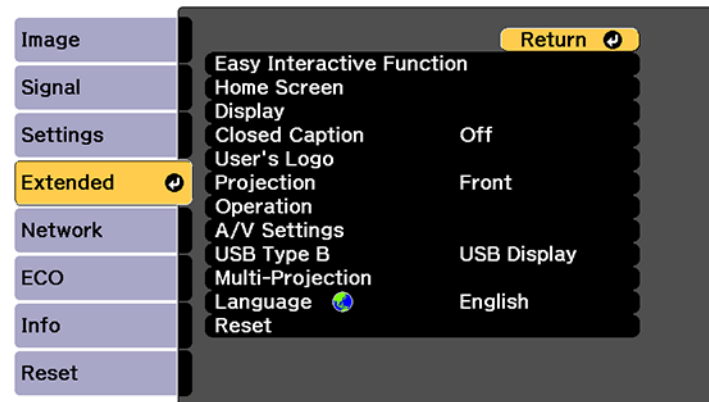 Image
Signal
Settings
Extended
Network
ECO
Info
Reset
Return
Easy Interactive Function
Home Screen
Display
Closed Caption Off
User's Logo
Projection Front
Operation
A/V Settings
USB Type B USB Display
Multi-Projection
Language English
Reset